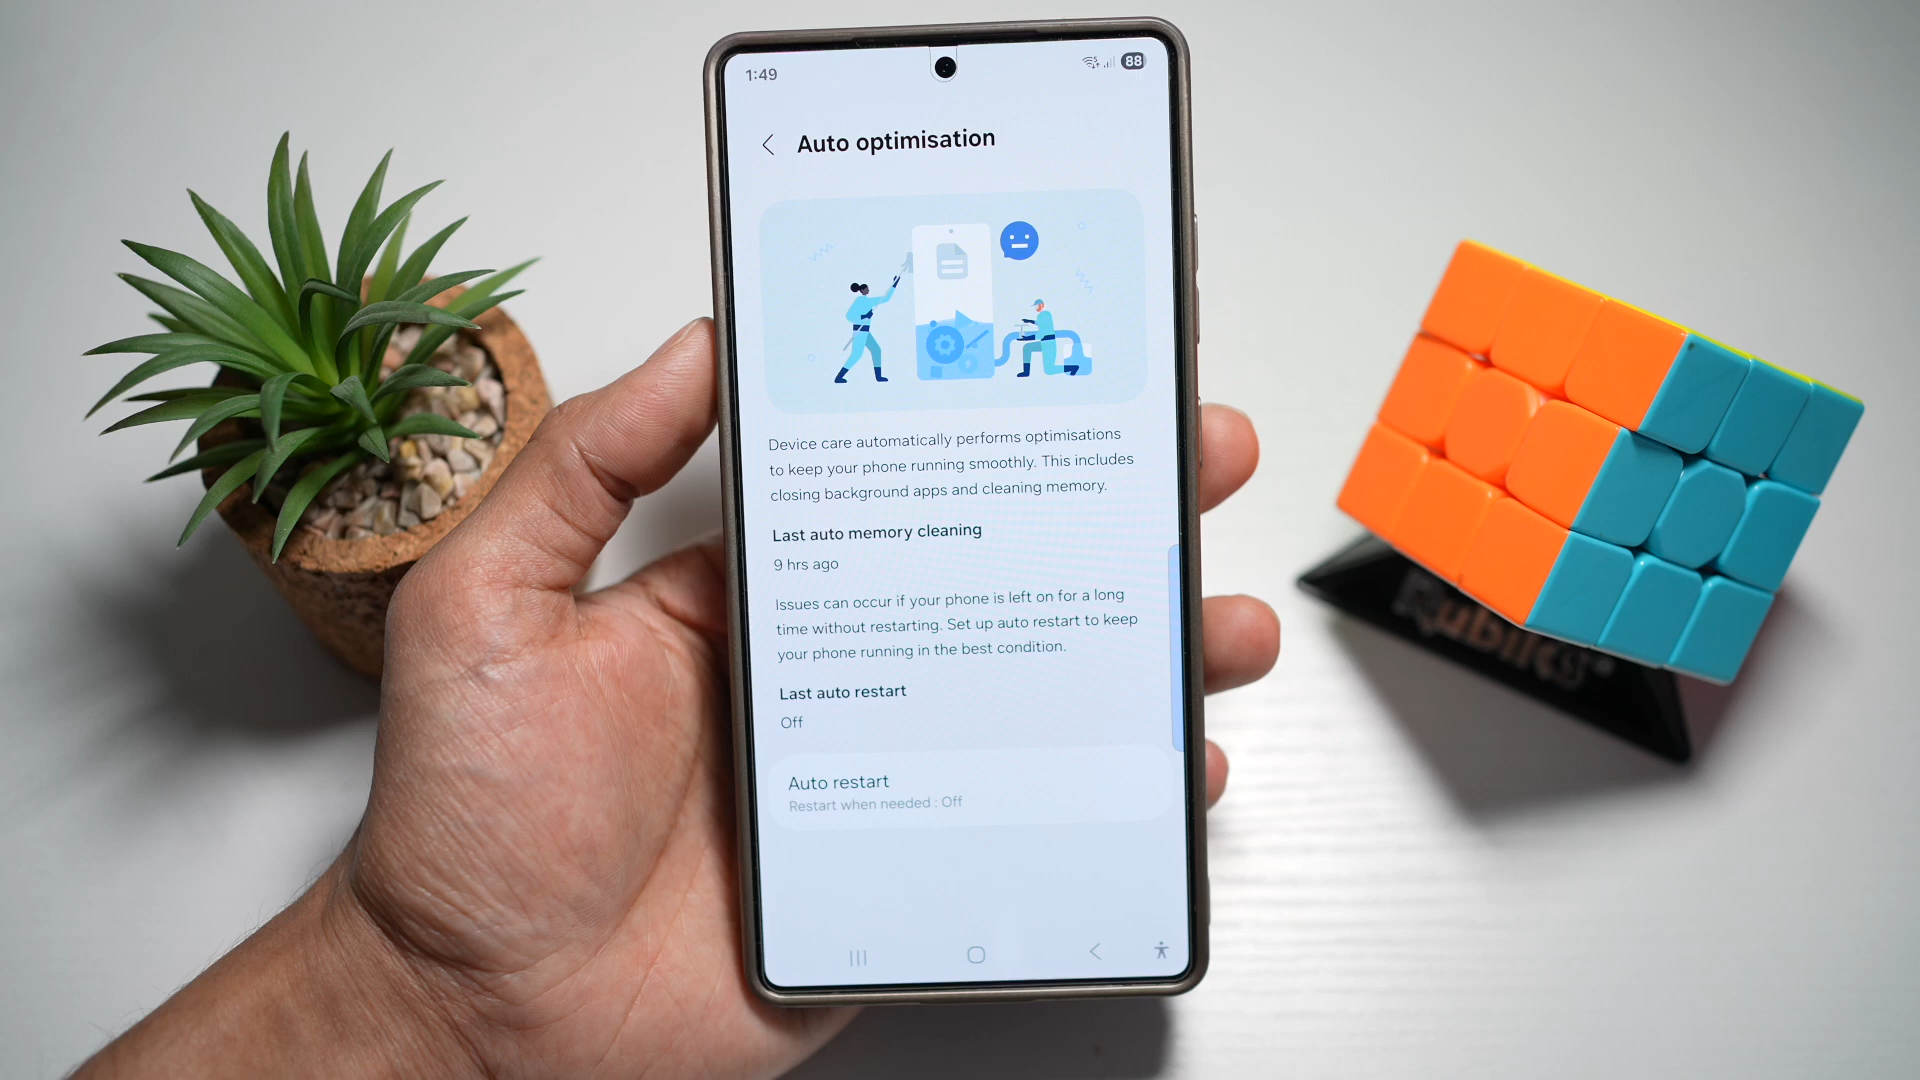 1:49
88
Auto optimisation
Device care automatically performs optimisations
to keep your phone running smoothly. This includes
closing background apps and cleaning memory.
Last auto memory cleaning
9 hrs ago
Issues can occur if your phone is left on for a long
time without restarting. Set up auto restart to keep
your phone running in the best condition.
Last auto restart
Off
Auto restart
Restart when needed : Off
Rubik's